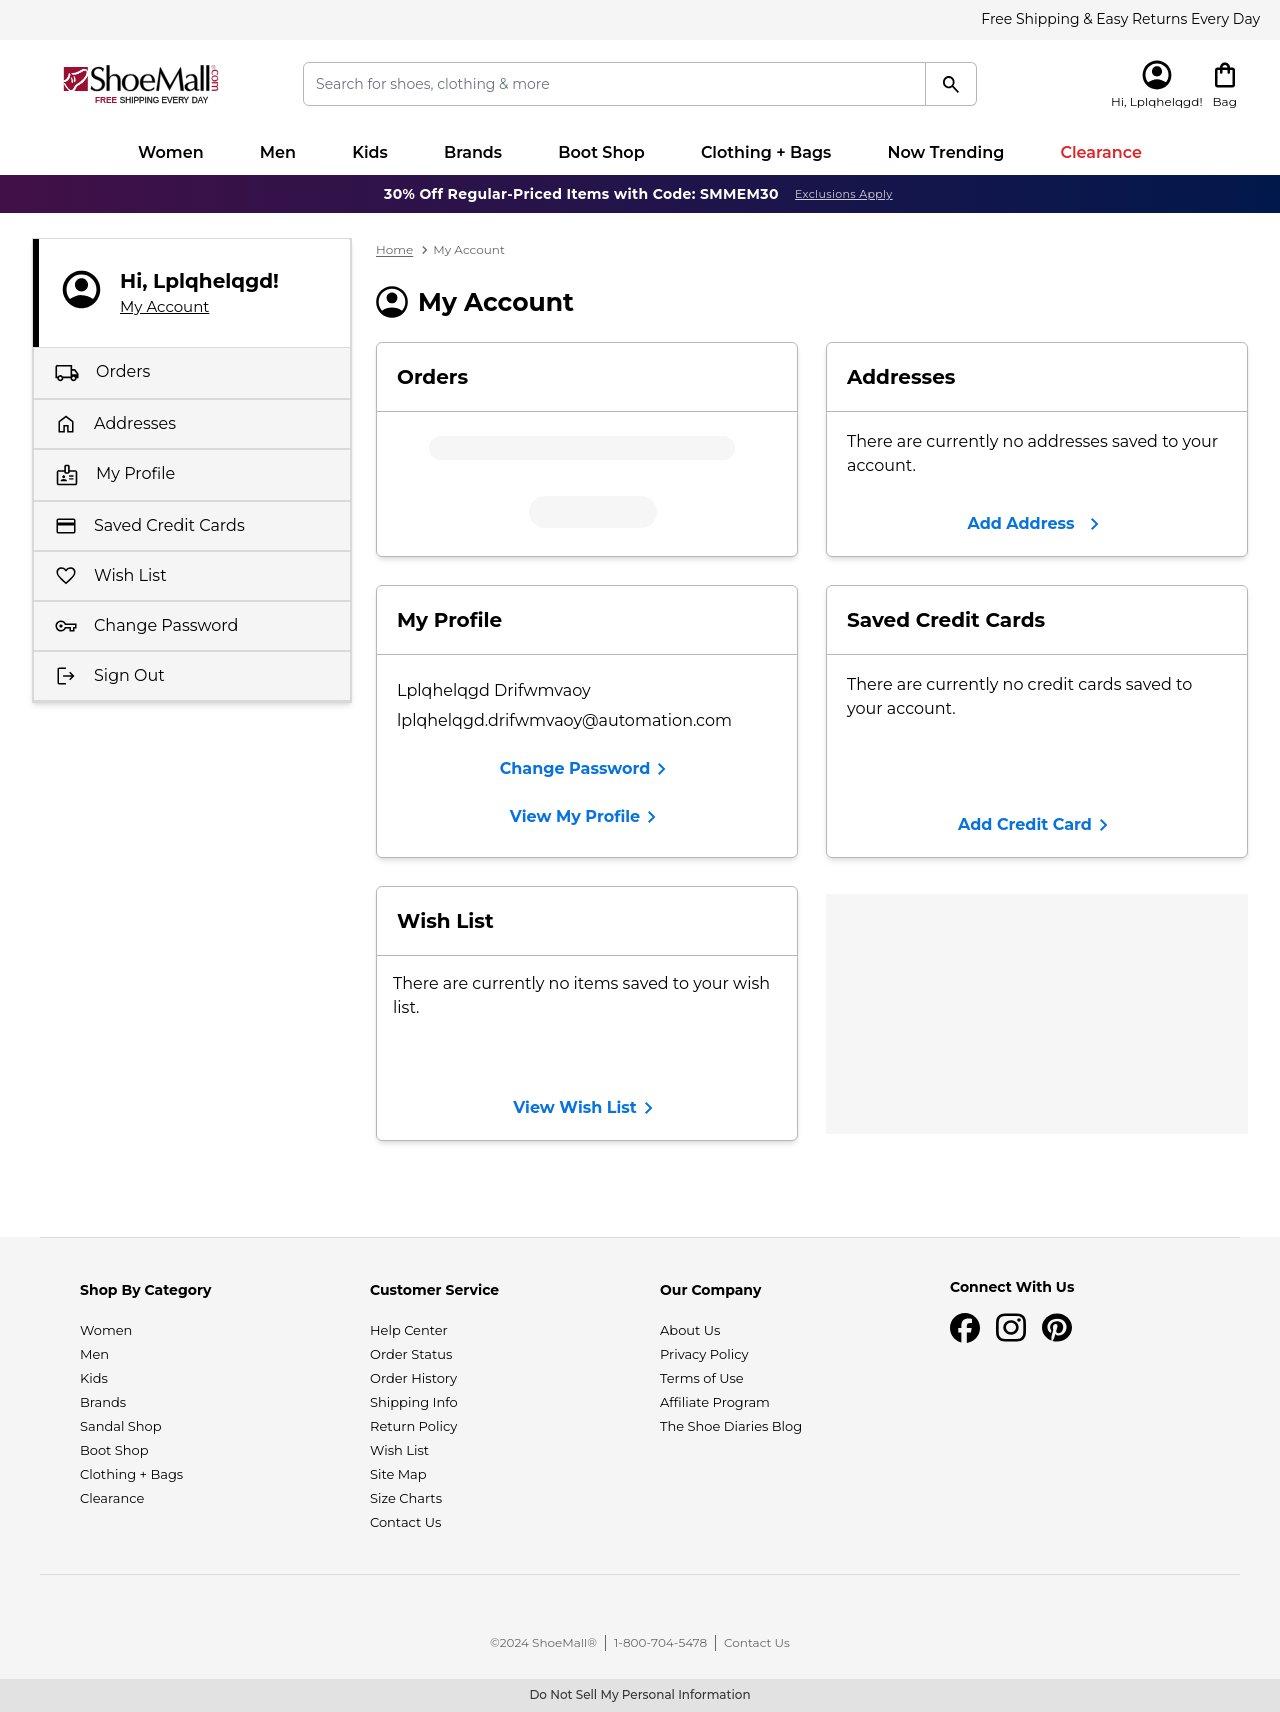 Free Shipping & Easy Returns Every Day
ShoeMall.com
FREE SHIPPING EVERY DAY
Search for shoes, clothing & more
Hi, Lplqhelqgd!
Bag
Women
Men
Kids
Brands
Boot Shop
Clothing + Bags
Now Trending
Clearance
30% Off Regular-Priced Items with Code: SMMEM30 Exclusions Apply
Hi, Lplqhelqgd!
My Account
Orders
Addresses
My Profile
Saved Credit Cards
Wish List
Change Password
Sign Out
Home
My Account
My Account
Orders
Addresses
There are currently no addresses saved to your
account.
Add Address
My Profile
Lplqhelqgd Drifwmvaoy
lplqhelqgd.drifwmvaoy@automation.com
Change Password
View My Profile
Saved Credit Cards
There are currently no credit cards saved to
your account.
Add Credit Card
Wish List
There are currently no items saved to your wish
list.
View Wish List
Shop By Category
Women
Men
Kids
Brands
Sandal Shop
Boot Shop
Clothing + Bags
Clearance
Customer Service
Help Center
Order Status
Order History
Shipping Info
Return Policy
Wish List
Site Map
Size Charts
Contact Us
Our Company
About Us
Privacy Policy
Terms of Use
Affiliate Program
The Shoe Diaries Blog
Connect With Us
©2024 ShoeMall®
1-800-704-5478
Contact Us
Do Not Sell My Personal Information